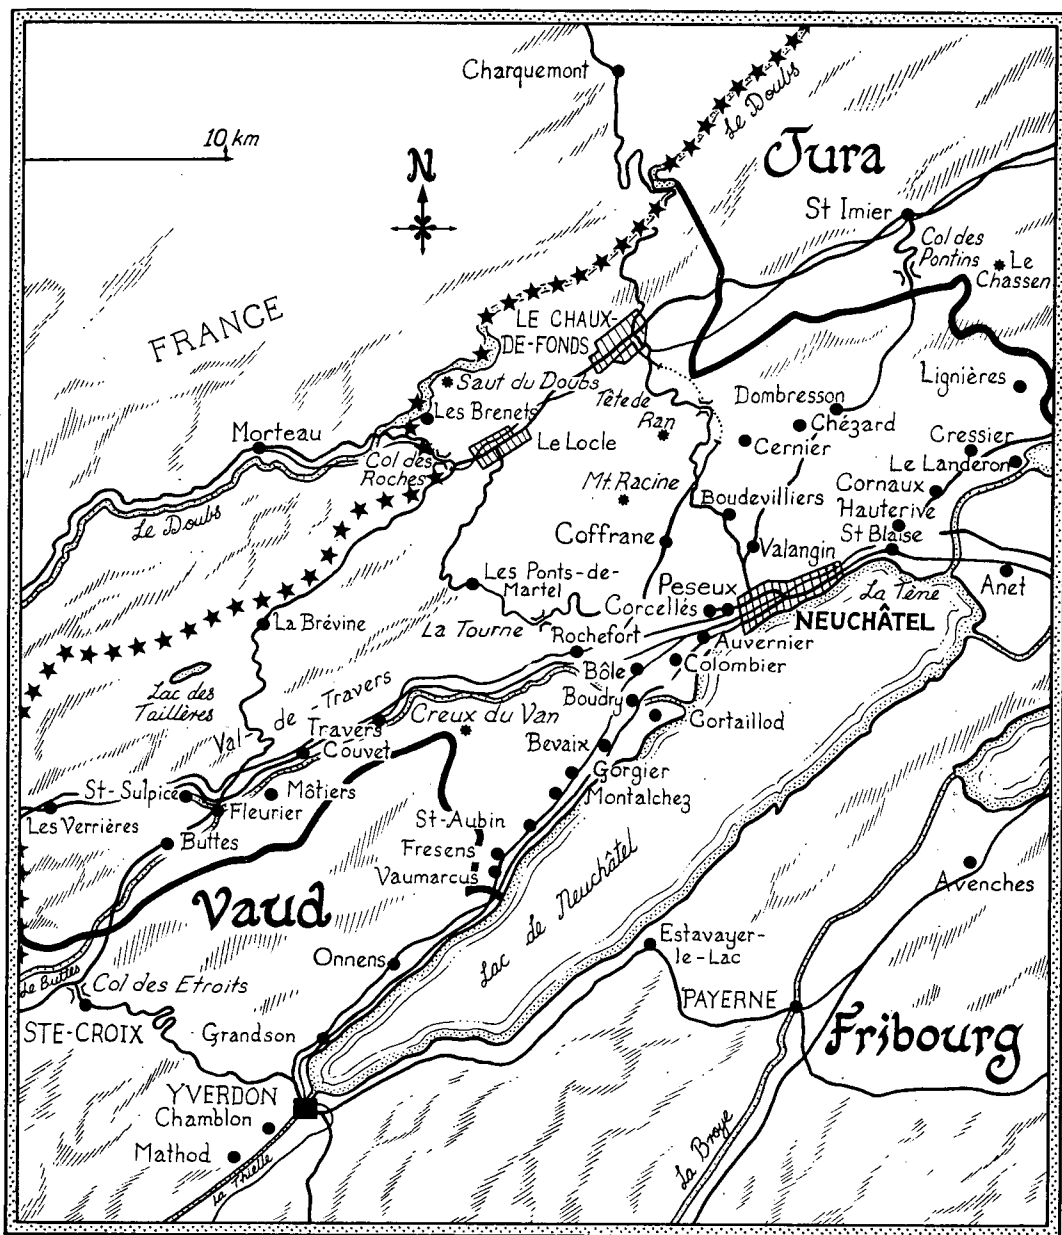 Charquemont
Le Doubs
10 km
N
Jura
St Imier
Col des
Pontins
Le
Chassen
FRANCE
LE CHAUX-
DE-FONDS
Saut du Doubs
Les Brenets
Tête de
Ran
Dombresson
Lignières
Chézard
Morteau
Col des
Roches
Le Locle
Cernier
Cressier
Le Landeron
Mt. Racine
Cornaux
Boudevilliers
Hauterive
St Blaise
Le Doubs
Coffrane
Valangin
Les Ponts-de-
Martel
Peseux
La Tène
Anet
Corcellés
NEUCHÂTEL
La Brévine
La Tourne
Rochefort
Auvernier
Colombier
Bôle
Lac des
Taillères
Boudry
Val-de-Travers
Travers
Creux du Van
Cortaillod
Couvet
Bevaix
St-Sulpice
Môtiers
Gorgier
Montalchez
Les Verrières
Fleurier
St-Aubin
Buttes
Fresens
Vaumarcus
Vaud
Lac de Neuchâtel
Avenches
Onnens
Estavayer-
le-Lac
Le Buttes
Col des Etroits
PAYERNE
STE-CROIX
Grandson
Fribourg
YVERDON
Chamblon
Mathod
La Thielle
La Broye